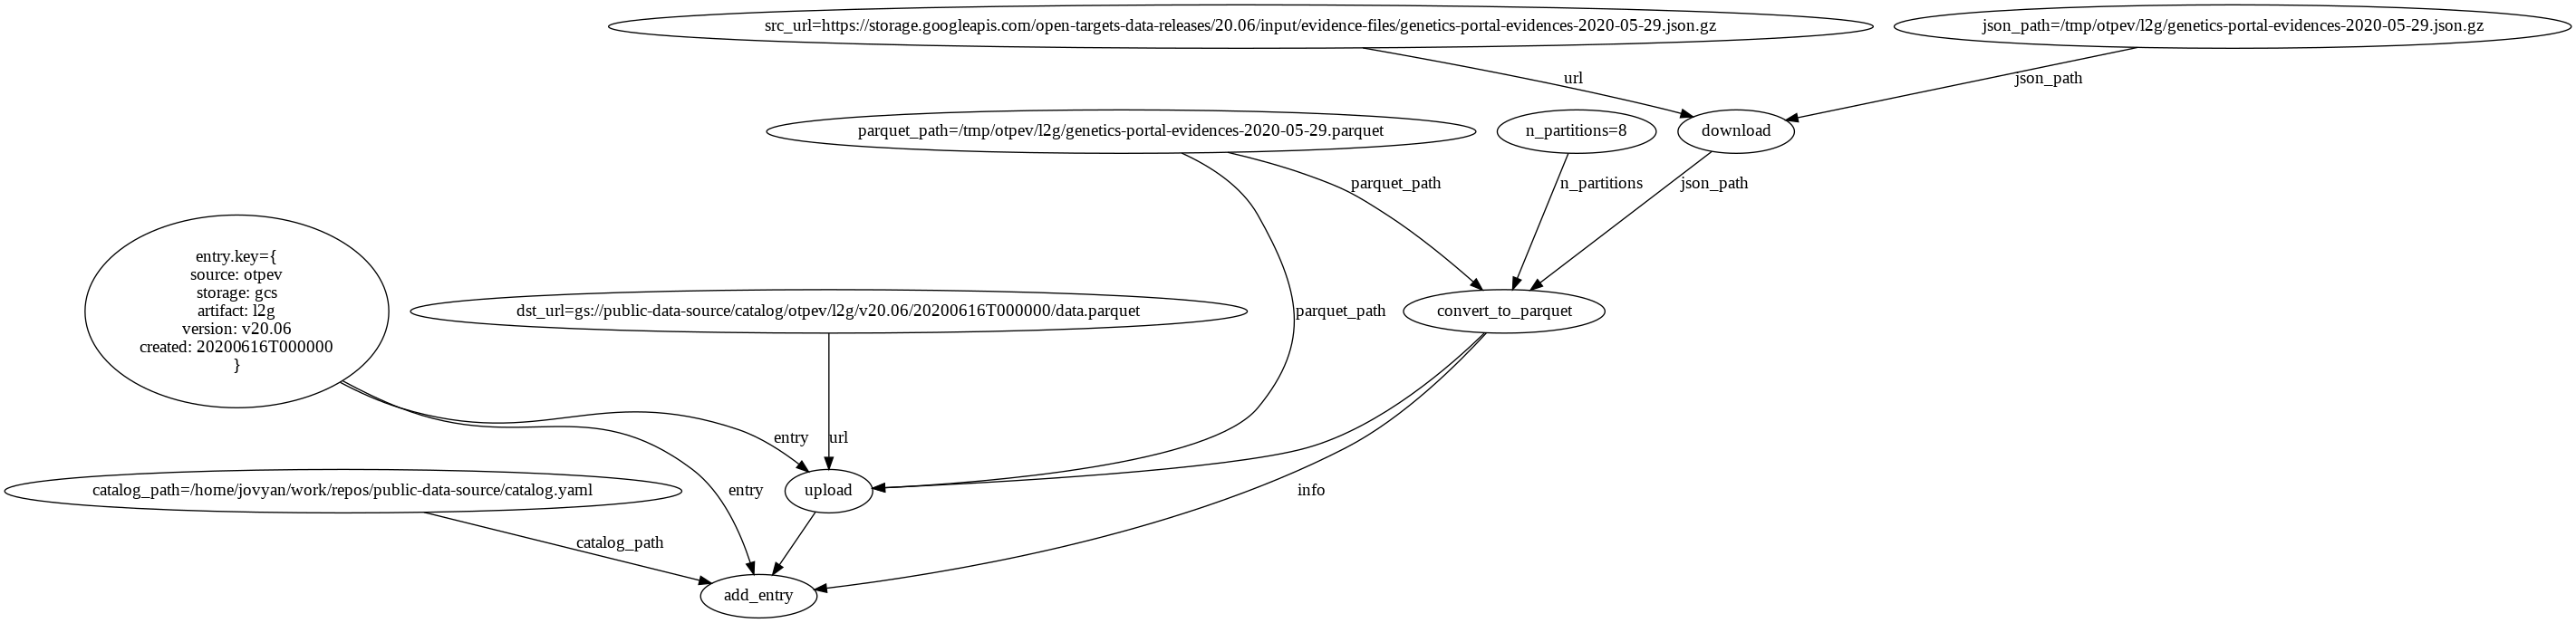 src_url=https://storage.googleapis.com/open-targets-data-releases/20.06/input/evidence-files/genetics-portal-evidences-2020-05-29.json.gz
json_path=/tmp/otpev/l2g/genetics-portal-evidences-2020-05-29.json.gz
url
json_path
parquet_path=/tmp/otpev/l2g/genetics-portal-evidences-2020-05-29.parquet
n_partitions=8
download
parquet_path
n_partitions
json_path
entry.key={
source: otpev
storage: gcs
artifact: l2g
version: v20.06
created: 20200616T000000
}
dst_url=gs://public-data-source/catalog/otpev/l2g/v20.06/20200616T000000/data.parquet
parquet_path
convert_to_parquet
entry
url
catalog_path=/home/jovyan/work/repos/public-data-source/catalog.yaml
entry
upload
info
catalog_path
add_entry